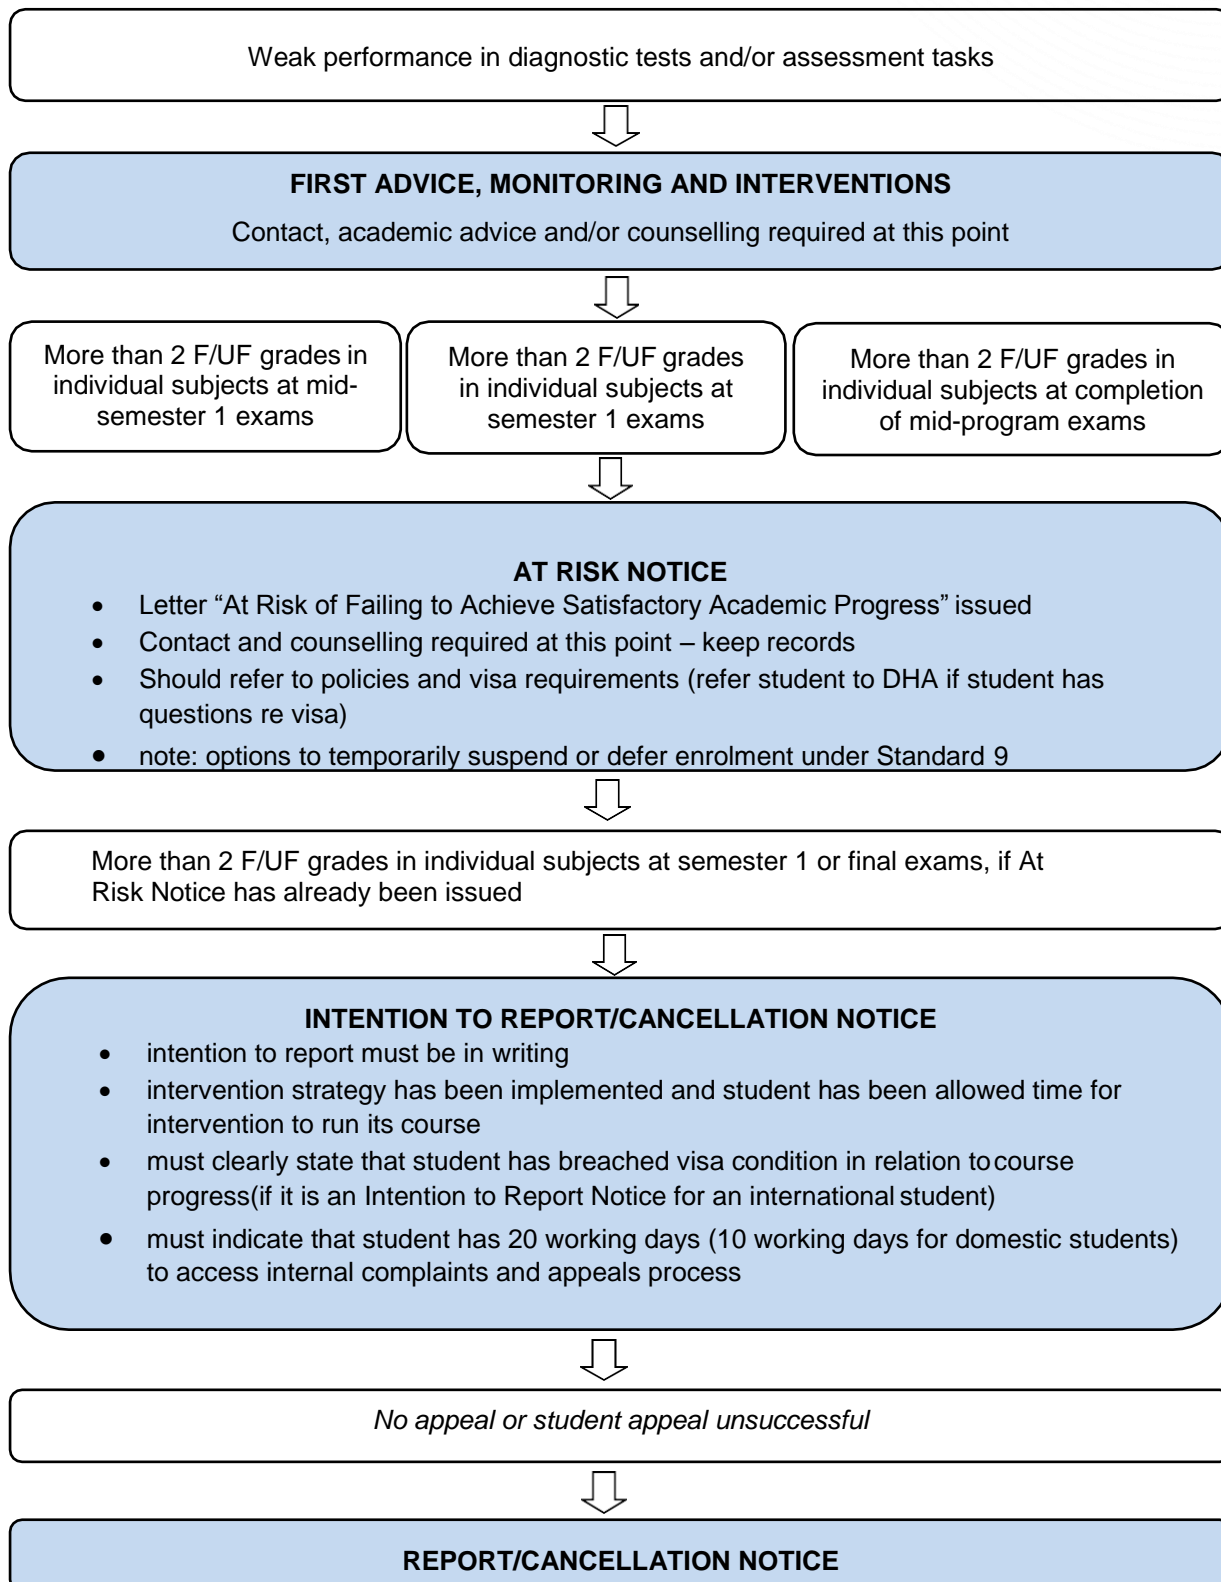 Weak performance in diagnostic tests and/or assessment tasks
FIRST ADVICE, MONITORING AND INTERVENTIONS
Contact, academic advice and/or counselling required at this point
More than 2 F/UF grades in
individual subjects at mid-
semester 1 exams
More than 2 F/UF grades
in individual subjects at
semester 1 exams
More than 2 F/UF grades in
individual subjects at completion
of mid-program exams
AT RISK NOTICE
• Letter “At Risk of Failing to Achieve Satisfactory Academic Progress” issued
• Contact and counselling required at this point – keep records
• Should refer to policies and visa requirements (refer student to DHA if student has
questions re visa)
• note: options to temporarily suspend or defer enrolment under Standard 9
More than 2 F/UF grades in individual subjects at semester 1 or final exams, if At
Risk Notice has already been issued
INTENTION TO REPORT/CANCELLATION NOTICE
• intention to report must be in writing
• intervention strategy has been implemented and student has been allowed time for
intervention to run its course
• must clearly state that student has breached visa condition in relation to course
progress(if it is an Intention to Report Notice for an international student)
• must indicate that student has 20 working days (10 working days for domestic students)
to access internal complaints and appeals process
No appeal or student appeal unsuccessful
REPORT/CANCELLATION NOTICE